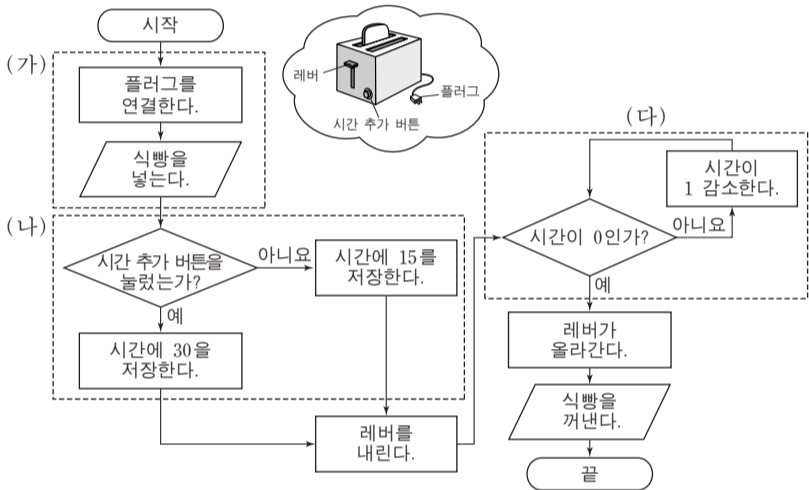 시작
(가)
플러그를
연결한다.
식빵을
넣는다.
레버
플러그
시간 추가 버튼
(나)
시간 추가 버튼을
눌렀는가?
아니요
예
시간에 15를
저장한다.
시간에 30을
저장한다.
레버를
내린다.
(다)
시간이
1 감소한다.
시간이 0인가?
아니요
예
레버가
올라간다.
식빵을
꺼낸다.
끝